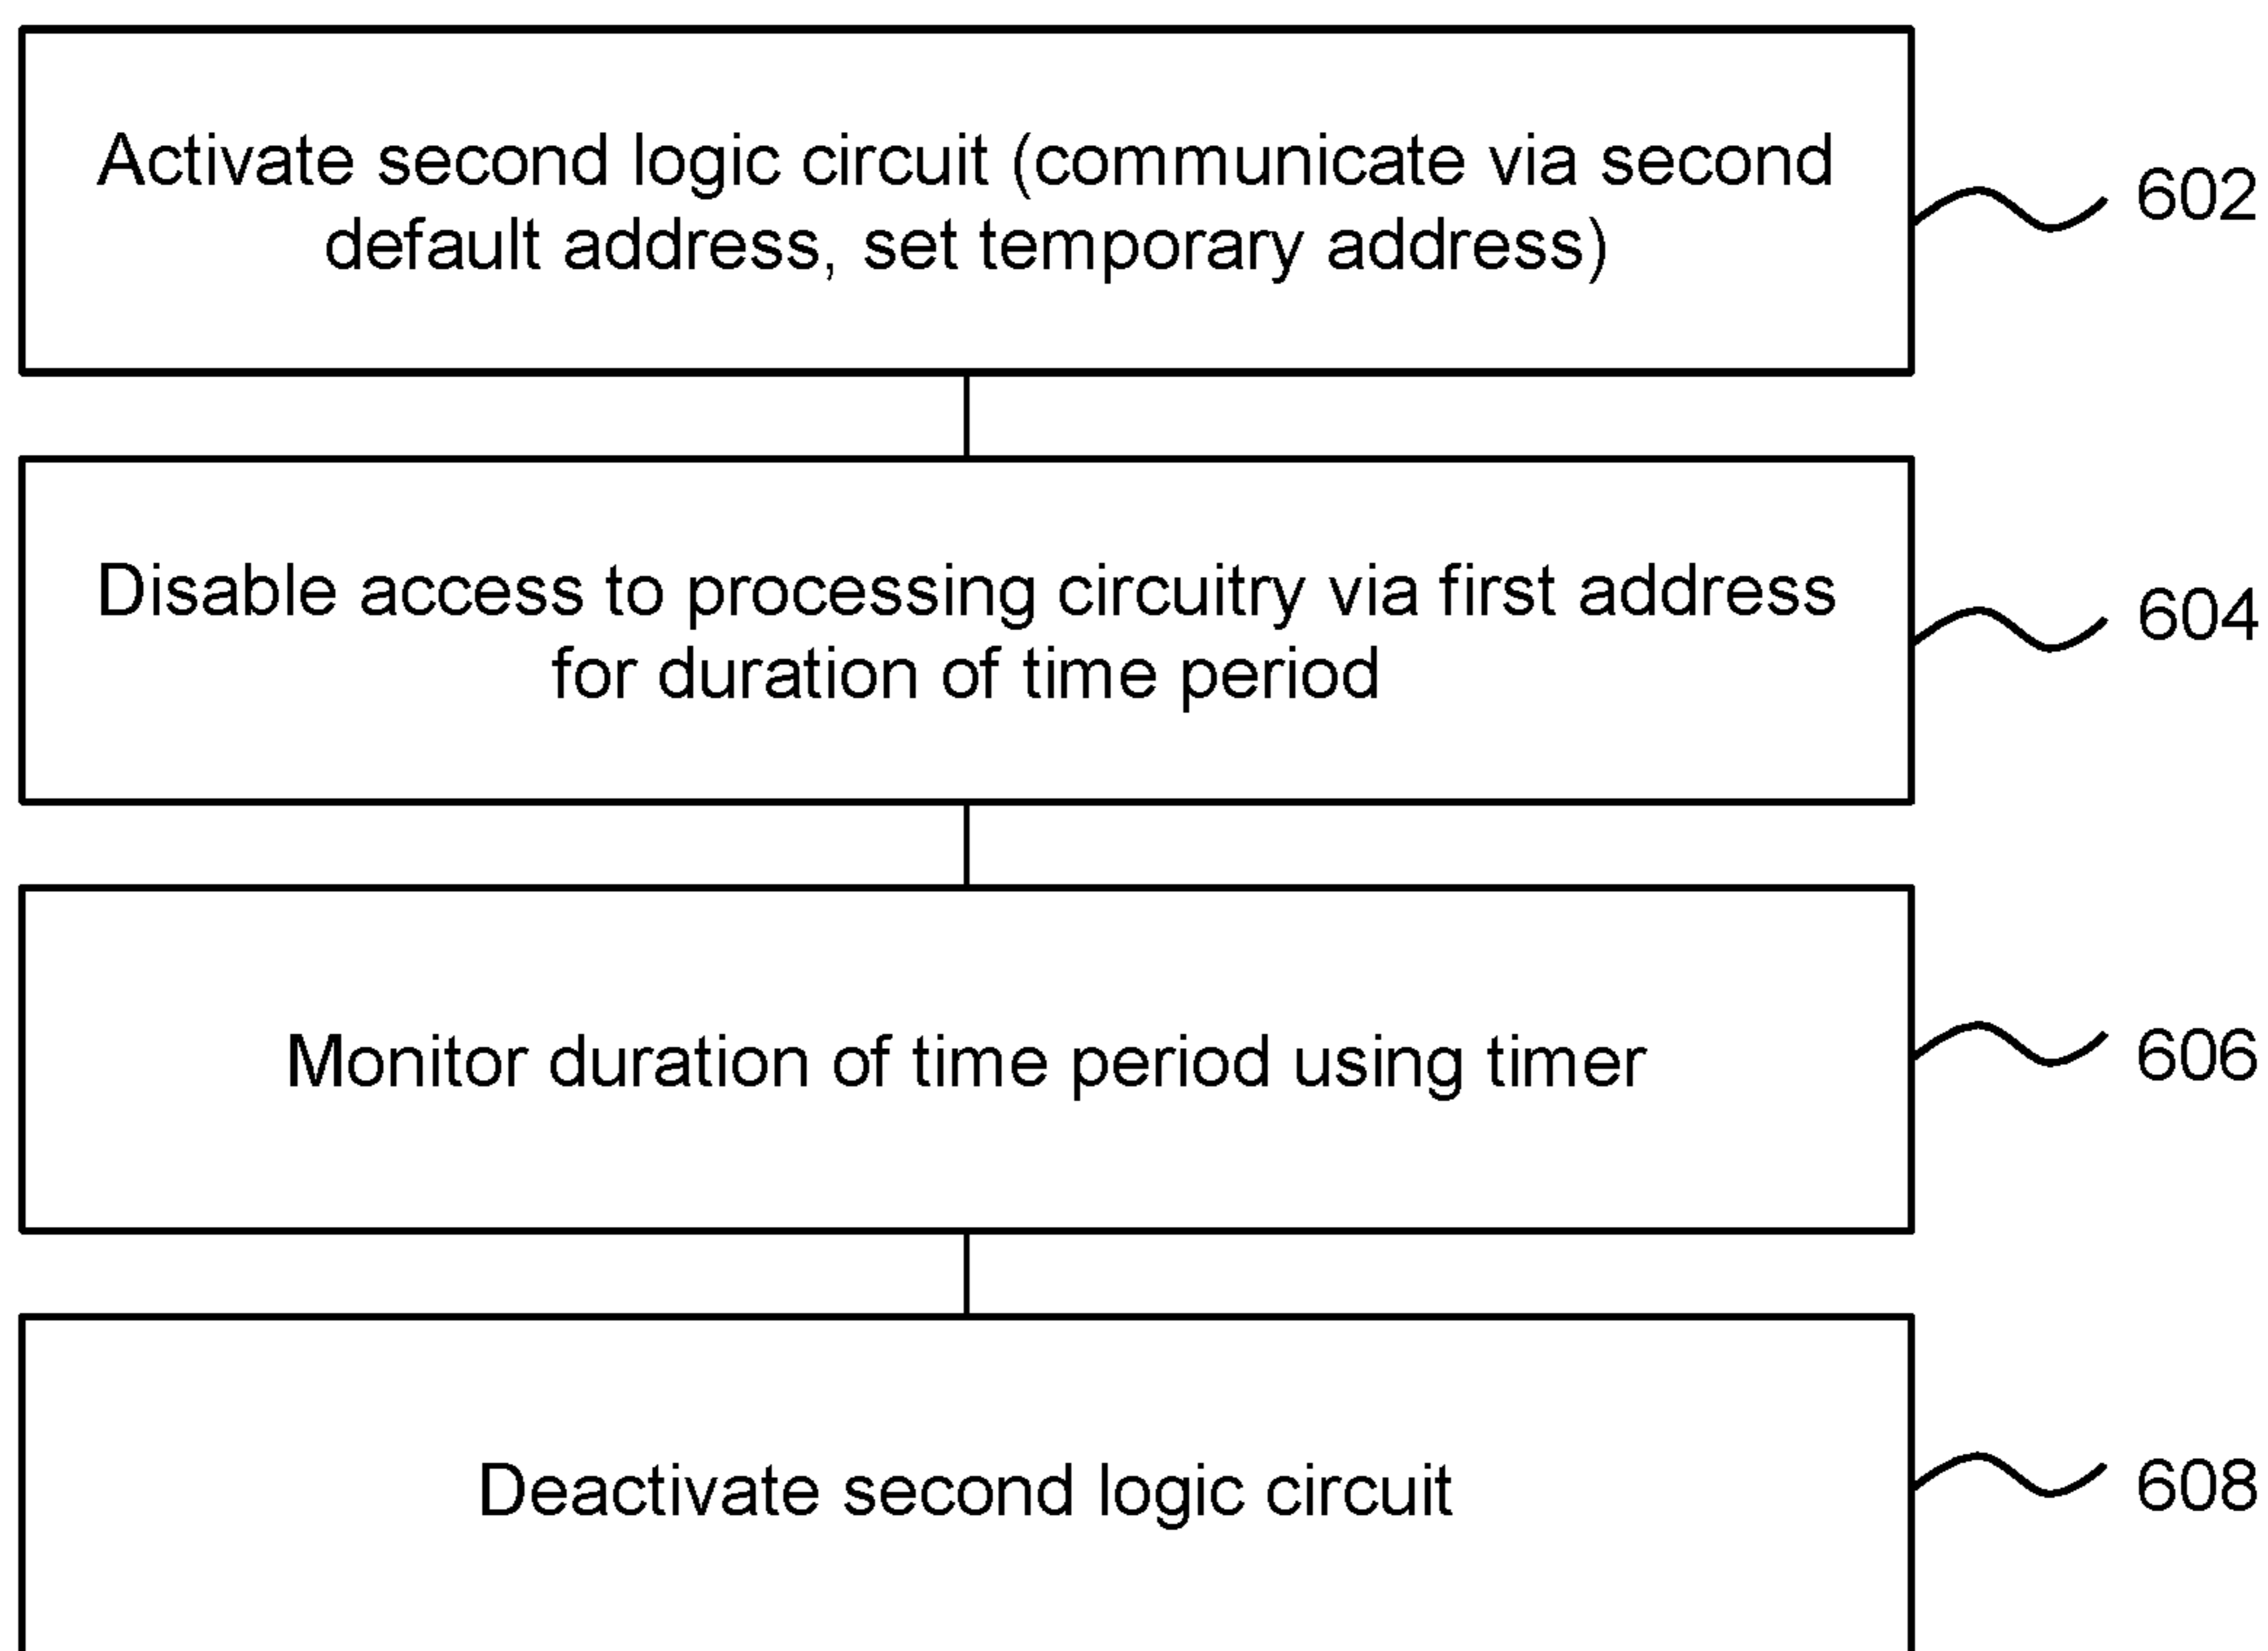 Activate second logic circuit (communicate via second
default address, set temporary address)
602
Disable access to processing circuitry via first address
for duration of time period
604
Monitor duration of time period using timer
606
Deactivate second logic circuit
608